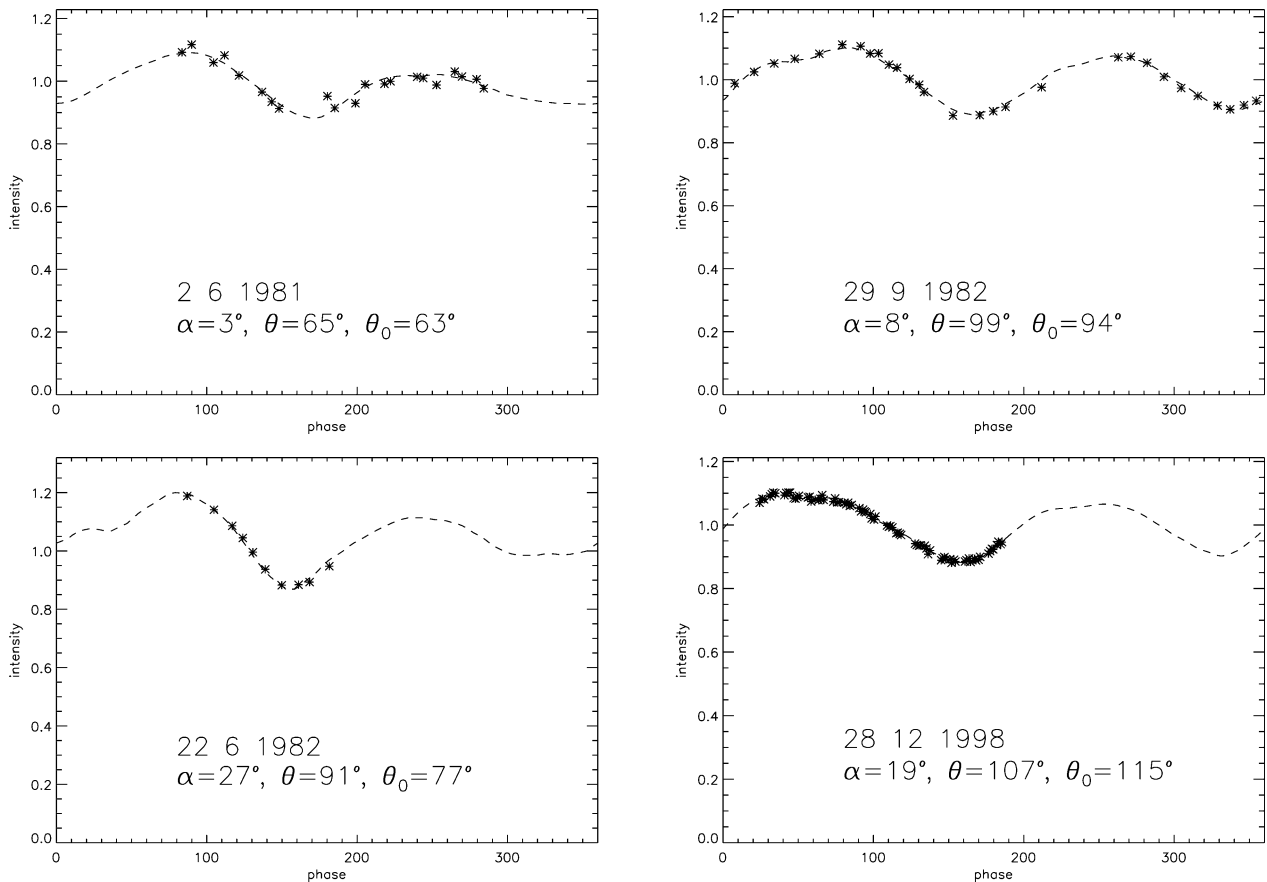 1.2
1.0
0.8
0.6
0.4
0.2
0.0
intensity
2 6 1981
α=3°, θ=65°, θ₀=63°
0 100 200 300
phase
1.2
1.0
0.8
0.6
0.4
0.2
0.0
intensity
29 9 1982
α=8°, θ=99°, θ₀=94°
0 100 200 300
phase
1.2
1.0
0.8
0.6
0.4
0.2
0.0
intensity
22 6 1982
α=27°, θ=91°, θ₀=77°
0 100 200 300
phase
1.2
1.0
0.8
0.6
0.4
0.2
0.0
intensity
28 12 1998
α=19°, θ=107°, θ₀=115°
0 100 200 300
phase